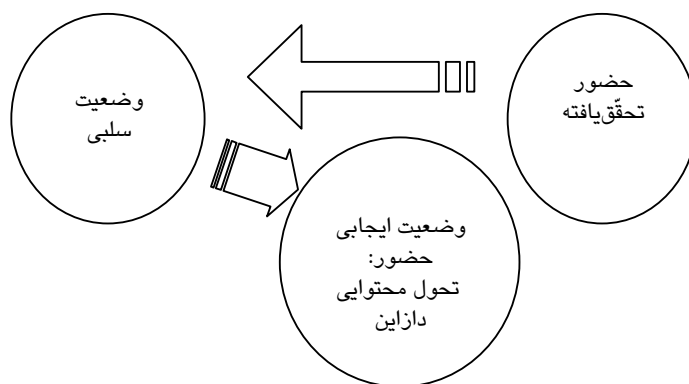 حضور
تحقّق‌یافته
وضعیت
سلبی
وضعیت ایجابی
حضور:
تحول محتوایی
دازاین